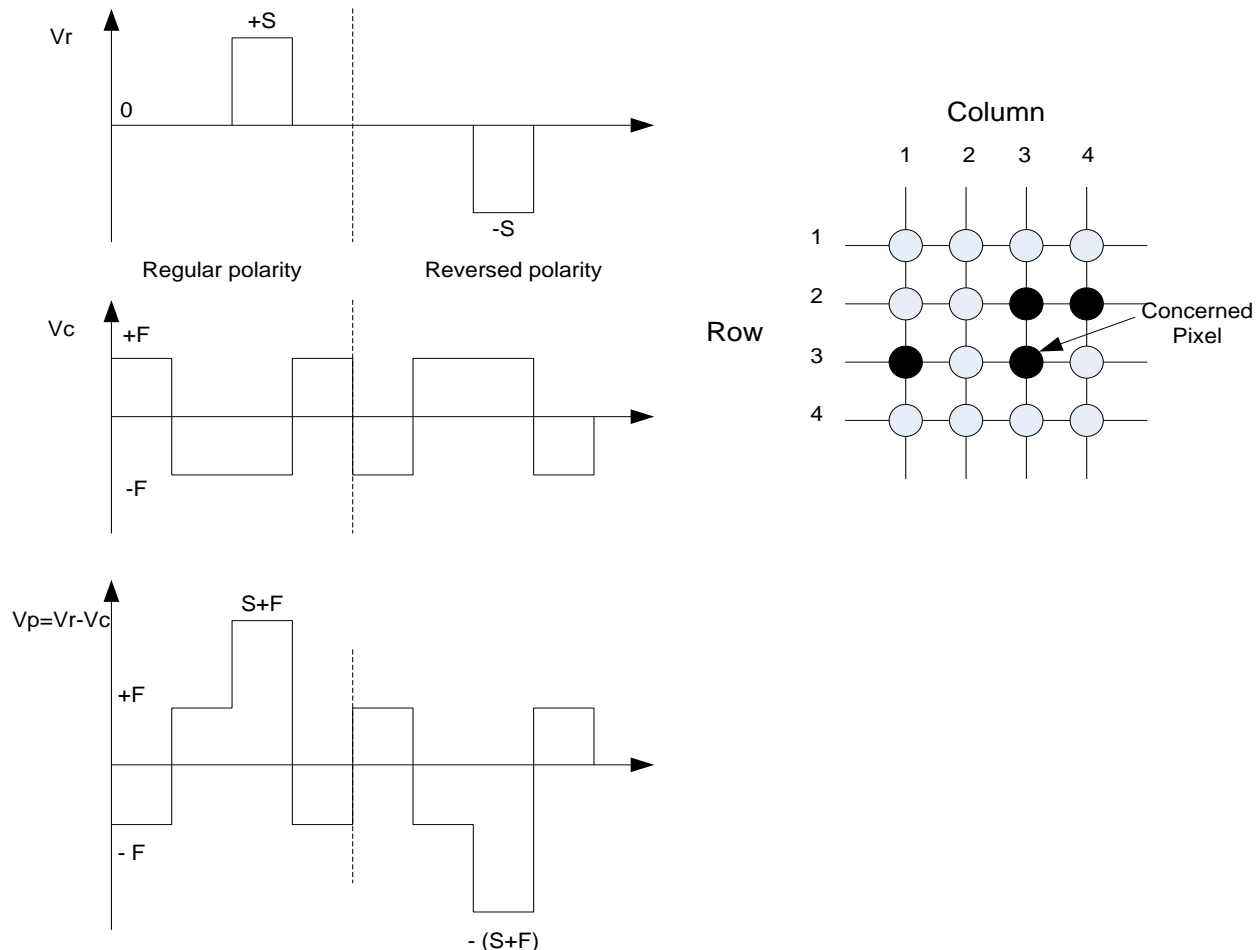 +S
Vr
0
-S
Regular polarity
Reversed polarity
Vc
+F
-F
Vp=Vr-Vc
S+F
+F
- F
- (S+F)
Column
1 2 3 4
1
2
Row
3
4
Concerned
Pixel